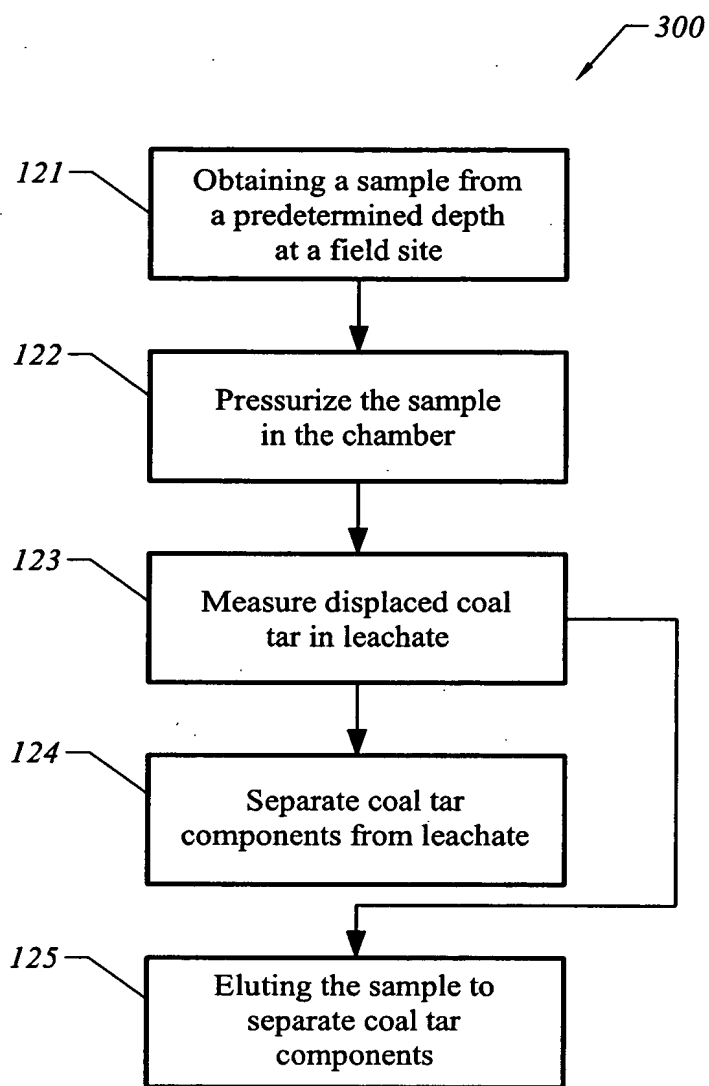 300
121
Obtaining a sample from
a predetermined depth
at a field site
122
Pressurize the sample
in the chamber
123
Measure displaced coal
tar in leachate
124
Separate coal tar
components from leachate
125
Eluting the sample to
separate coal tar
components